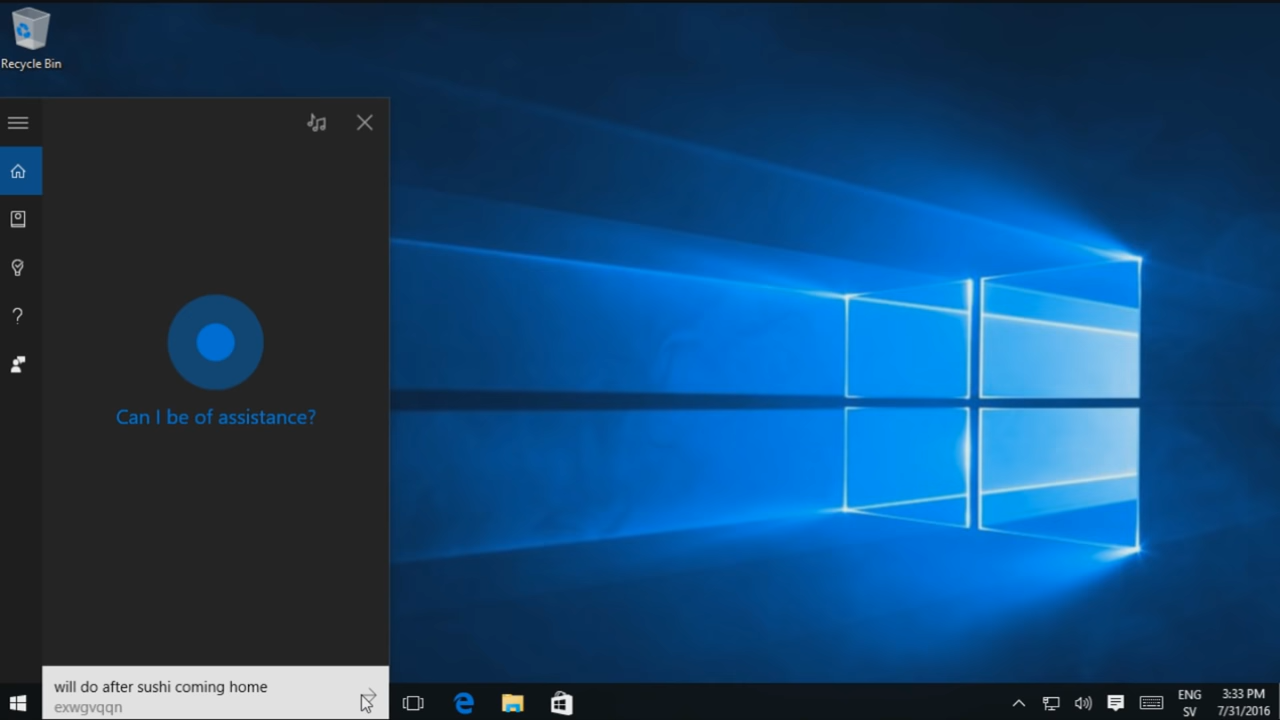 Recycle Bin
Can I be of assistance?
will do after sushi coming home
exwgvqqn
ENG
SV
3:33 PM
7/31/2016